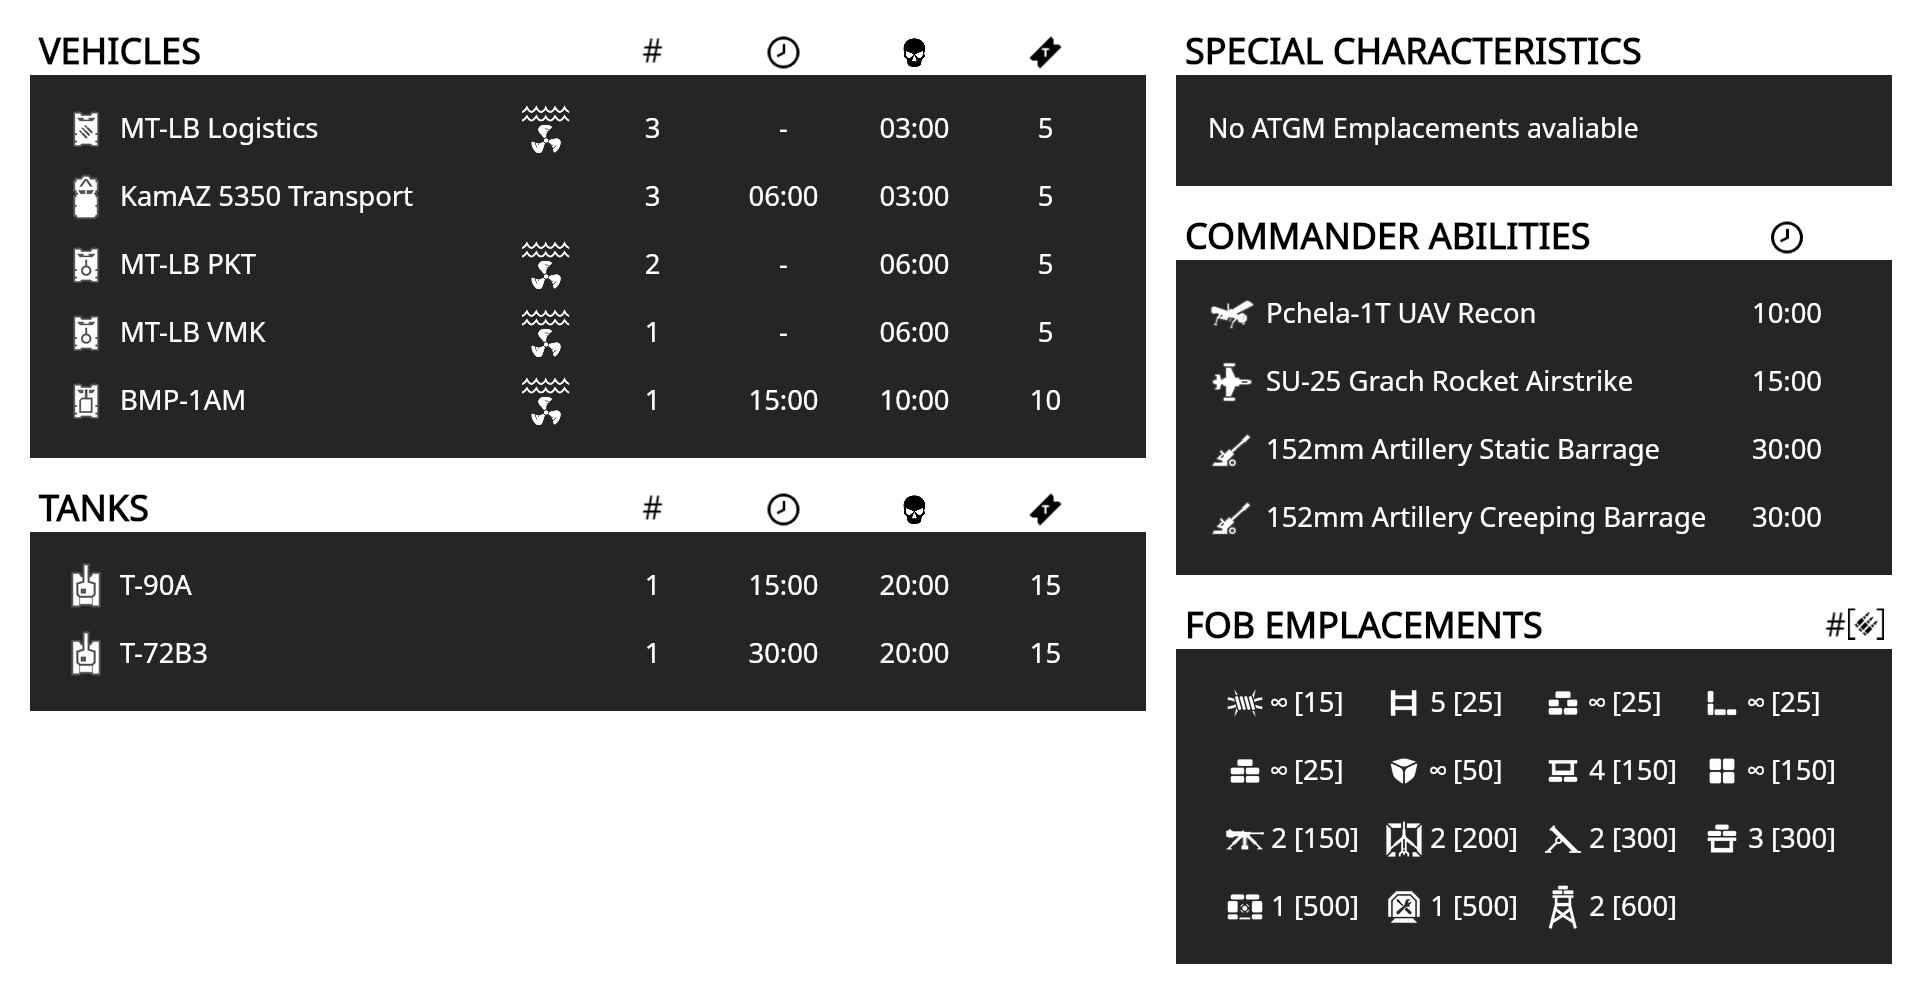 VEHICLES #
MT-LB Logistics 3 - 03:00 5
KamAZ 5350 Transport 3 06:00 03:00 5
MT-LB PKT 2 - 06:00 5
MT-LB VMK 1 - 06:00 5
BMP-1AM 1 15:00 10:00 10
TANKS #
T-90A 1 15:00 20:00 15
T-72B3 1 30:00 20:00 15
SPECIAL CHARACTERISTICS
No ATGM Emplacements avaliable
COMMANDER ABILITIES
Pchela-1T UAV Recon 10:00
SU-25 Grach Rocket Airstrike 15:00
152mm Artillery Static Barrage 30:00
152mm Artillery Creeping Barrage 30:00
FOB EMPLACEMENTS #[]
∞ [15] 5 [25] ∞ [25] ∞ [25]
∞ [25] ∞ [50] 4 [150] ∞ [150]
2 [150] 2 [200] 2 [300] 3 [300]
1 [500] 1 [500] 2 [600]